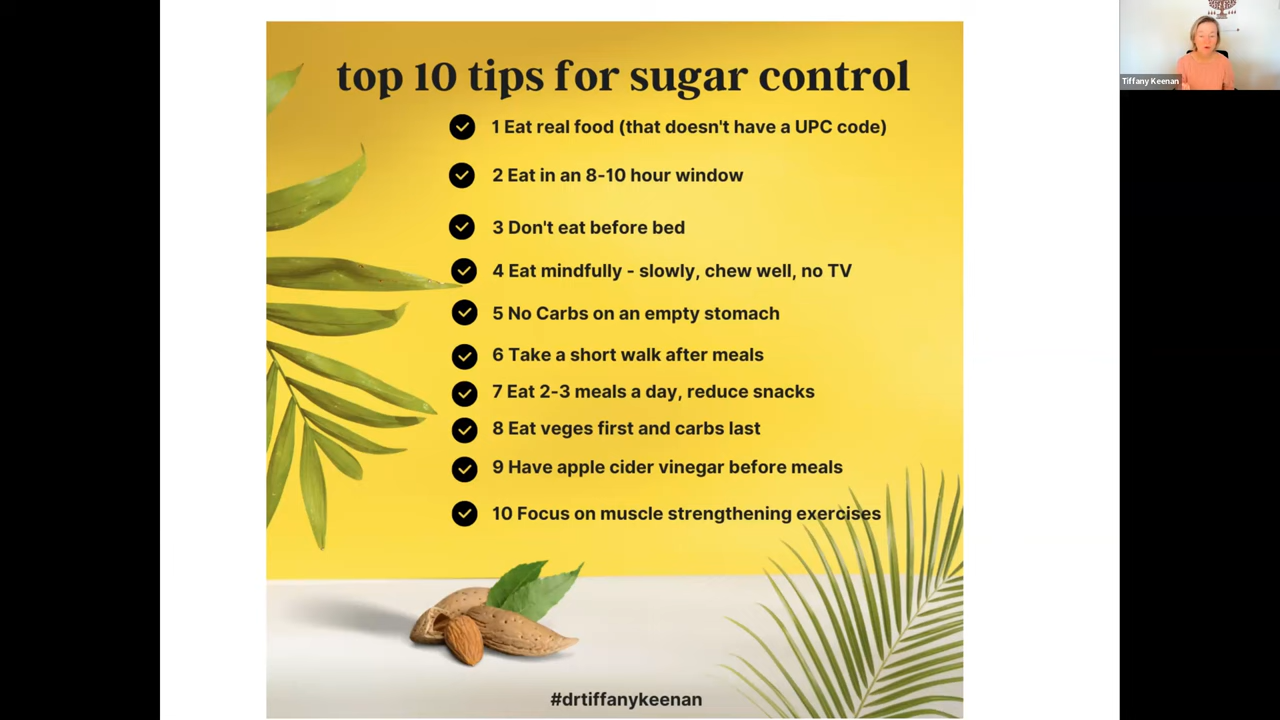 top 10 tips for sugar control
1 Eat real food (that doesn't have a UPC code)
2 Eat in an 8-10 hour window
3 Don't eat before bed
4 Eat mindfully - slowly, chew well, no TV
5 No Carbs on an empty stomach
6 Take a short walk after meals
7 Eat 2-3 meals a day, reduce snacks
8 Eat veges first and carbs last
9 Have apple cider vinegar before meals
10 Focus on muscle strengthening exercises
#drtiffanykeenan
Tiffany Keenan